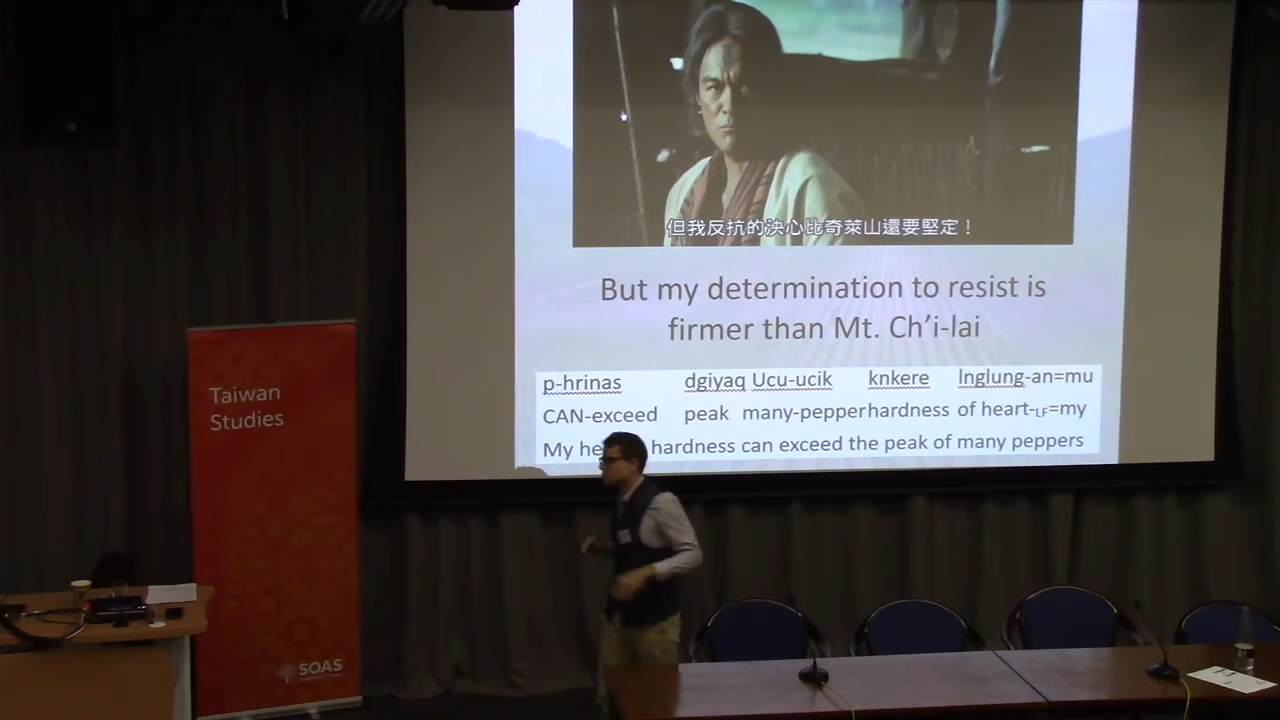 但我反抗的決心比奇萊山還要堅定！
But my determination to resist is
firmer than Mt. Ch’i-lai
p-hrinas dgiyaq Ucu-ucik knkere lnglung-an=mu
CAN-exceed peak many-pepper hardness of heart-LF=my
My hardness can exceed the peak of many peppers
Taiwan
Studies
SOAS